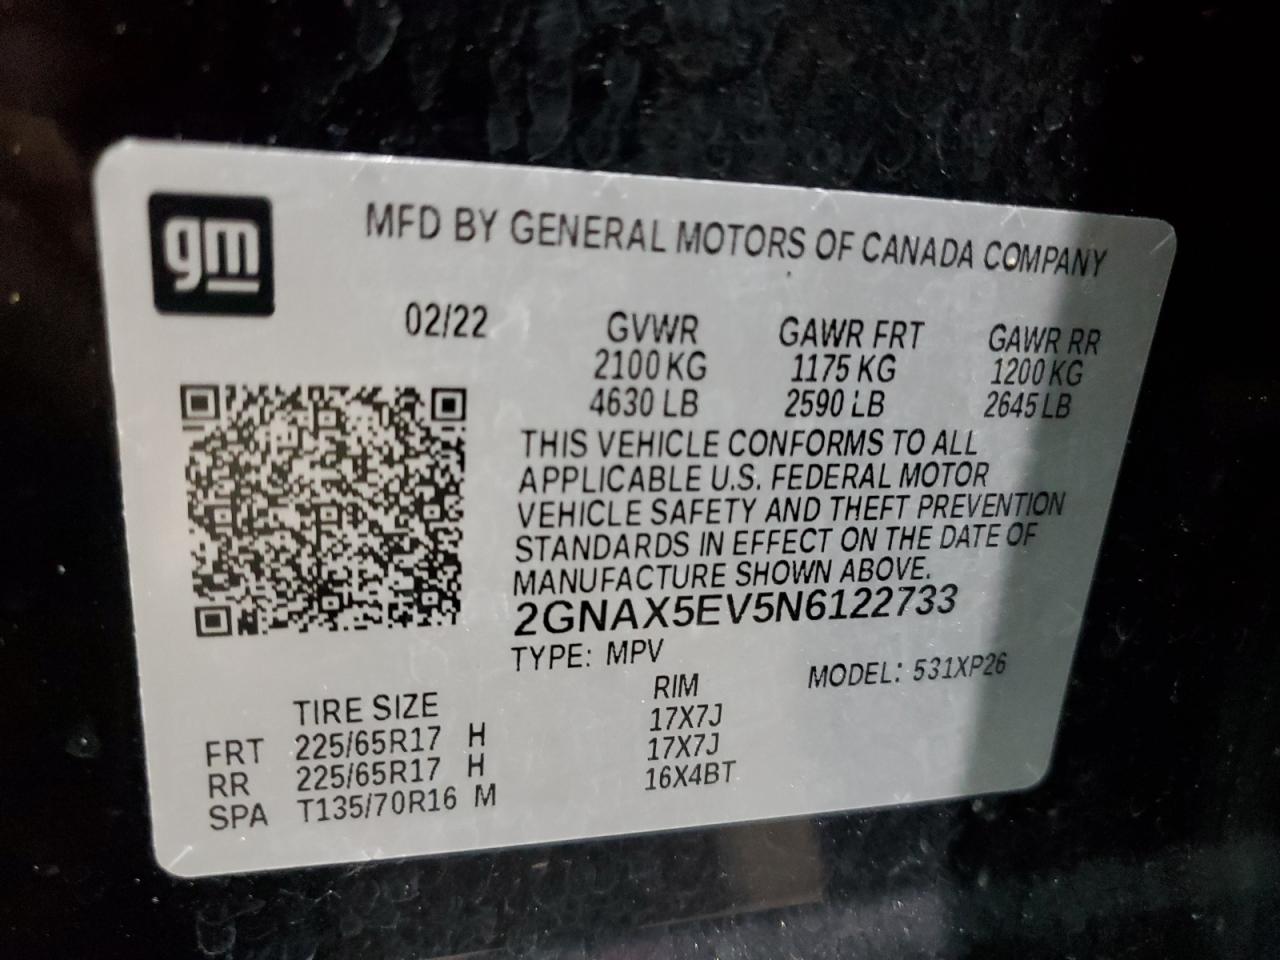 gm
MFD BY GENERAL MOTORS OF CANADA COMPANY
02/22 GVWR GAWR FRT GAWR RR
2100 KG 1175 KG 1200 KG
4630 LB 2590 LB 2645 LB
THIS VEHICLE CONFORMS TO ALL
APPLICABLE U.S. FEDERAL MOTOR
VEHICLE SAFETY AND THEFT PREVENTION
STANDARDS IN EFFECT ON THE DATE OF
MANUFACTURE SHOWN ABOVE.
2GNAX5EV5N6122733
TYPE: MPV MODEL: 531XP26
TIRE SIZE RIM
FRT 225/65R17 H 17X7J
RR 225/65R17 H 17X7J
SPA T135/70R16 M 16X4BT